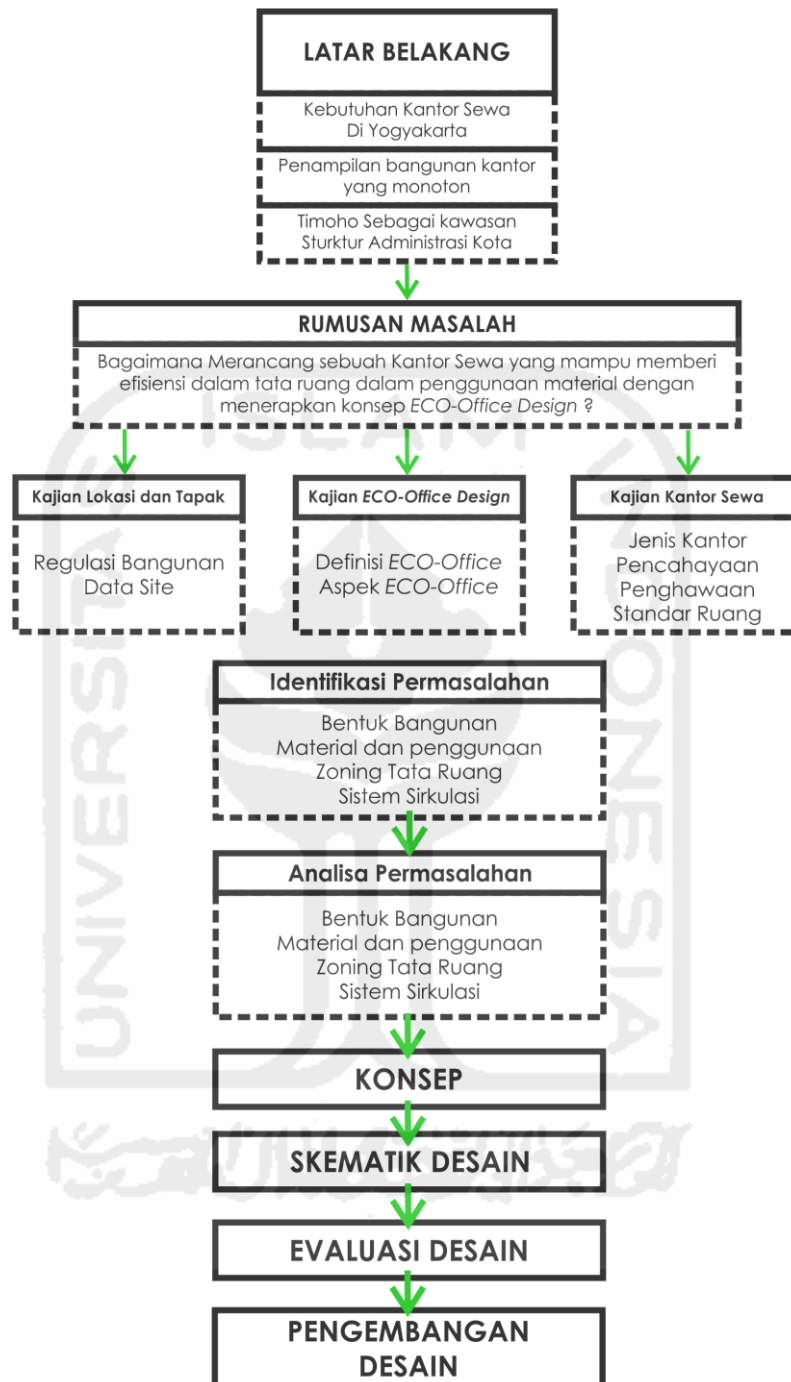 LATAR BELAKANG
Kebutuhan Kantor Sewa
Di Yogyakarta
Penampilan bangunan kantor
yang monoton
Timoho Sebagai kawasan
Sturktur Administrasi Kota
RUMUSAN MASALAH
Bagaimana Merancang sebuah Kantor Sewa yang mampu memberi
efisiensi dalam tata ruang dalam penggunaan material dengan
menerapkan konsep ECO-Office Design ?
Kajian Lokasi dan Tapak
Regulasi Bangunan
Data Site
Kajian ECO-Office Design
Definisi ECO-Office
Aspek ECO-Office
Kajian Kantor Sewa
Jenis Kantor
Pencahayaan
Penghawaan
Standar Ruang
Identifikasi Permasalahan
Bentuk Bangunan
Material dan penggunaan
Zoning Tata Ruang
Sistem Sirkulasi
Analisa Permasalahan
Bentuk Bangunan
Material dan penggunaan
Zoning Tata Ruang
Sistem Sirkulasi
KONSEP
SKEMATIK DESAIN
EVALUASI DESAIN
PENGEMBANGAN
DESAIN
UNIVERSITAS
ISLAM
INDONESIA